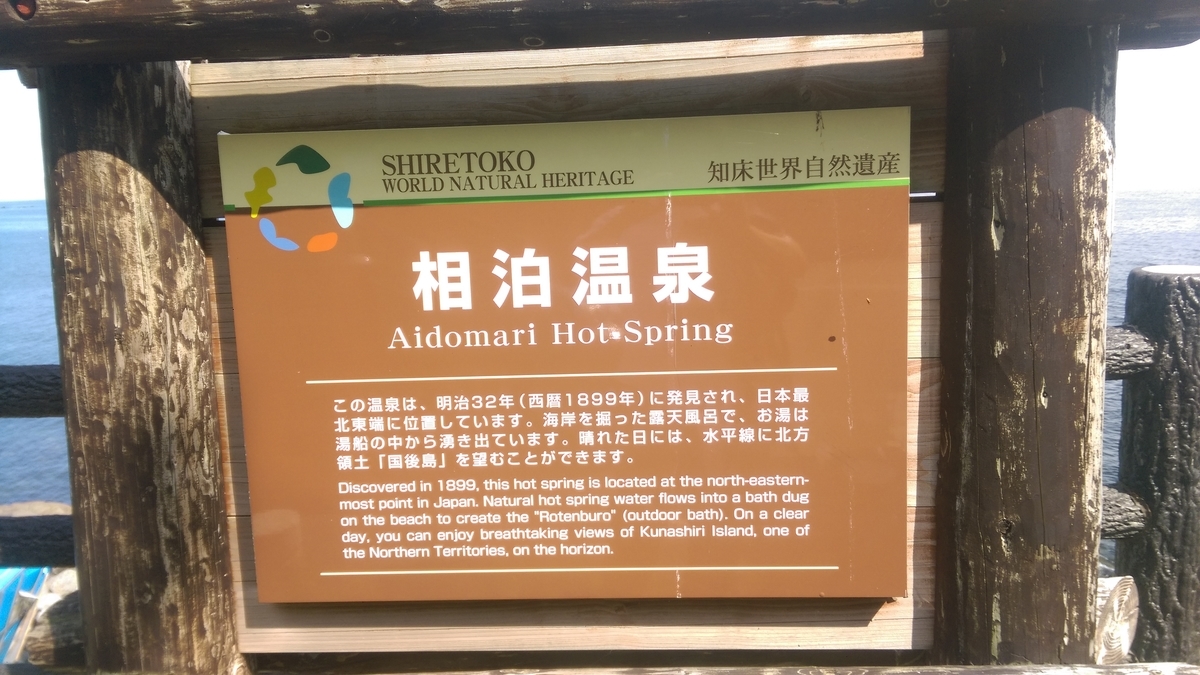 SHIRETOKO
WORLD NATURAL HERITAGE
知床世界自然遺産
相泊温泉
Aidomari Hot Spring
この温泉は、明治32年(西暦1899年)に発見され、日本最
北東端に位置しています。海岸を掘った露天風呂で、お湯は
湯船の中から湧き出ています。晴れた日には、水平線に北方
領土「国後島」を望むことができます。
Discovered in 1899, this hot spring is located at the north-eastern-
most point in Japan. Natural hot spring water flows into a bath dug
on the beach to create the "Rotenburo" (outdoor bath). On a clear
day, you can enjoy breathtaking views of Kunashiri Island, one of
the Northern Territories, on the horizon.